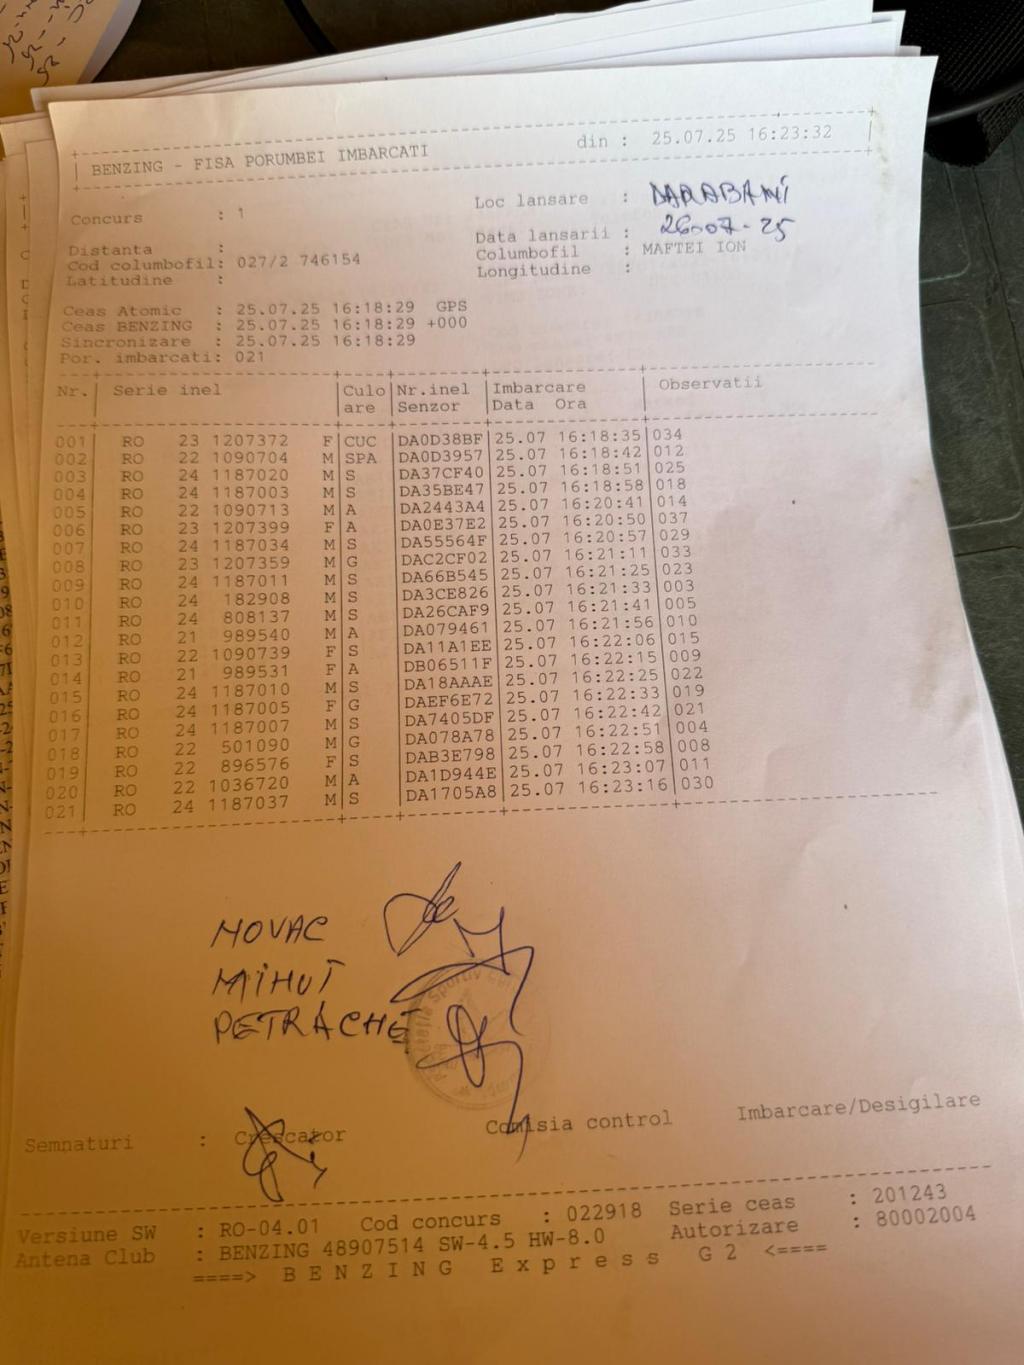 BENZING - FISA PORUMBEI IMBARCATI din : 25.07.25 16:23:32
Concurs : 1 Loc lansare : DARABANI
Data lansarii : 26-07-25
Distanta : Columbofil : MAFTEI ION
Cod columbofil: 027/2 746154 Longitudine :
Latitudine :
Ceas Atomic : 25.07.25 16:18:29 GPS
Ceas BENZING : 25.07.25 16:18:29 +000
Sincronizare : 25.07.25 16:18:29
Por. imbarcati: 021
Nr. Serie inel Culo Nr.inel Imbarcare Observatii
are Senzor Data Ora
001 RO 23 1207372 F CUC DA0D38BF 25.07 16:18:35 034
002 RO 22 1090704 M SPA DA0D3957 25.07 16:18:42 012
003 RO 24 1187020 M S DA37CF40 25.07 16:18:51 025
004 RO 24 1187003 M S DA35BE47 25.07 16:18:58 018
005 RO 22 1090713 M A DA2443A4 25.07 16:20:41 014
006 RO 23 1207399 F A DA0E37E2 25.07 16:20:50 037
007 RO 24 1187034 M S DA55564F 25.07 16:20:57 029
008 RO 23 1207359 M G DAC2CF02 25.07 16:21:11 033
009 RO 24 1187011 M S DA66B545 25.07 16:21:25 023
010 RO 24 182908 M S DA3CE826 25.07 16:21:33 003
011 RO 24 808137 M S DA26CAF9 25.07 16:21:41 005
012 RO 21 989540 M A DA079461 25.07 16:21:56 010
013 RO 22 1090739 F S DA11A1EE 25.07 16:22:06 015
014 RO 21 989531 F A DB06511F 25.07 16:22:15 009
015 RO 24 1187010 M S DA18AAAE 25.07 16:22:25 022
016 RO 24 1187005 F G DAEF6E72 25.07 16:22:33 019
017 RO 24 1187007 M S DA7405DF 25.07 16:22:42 021
018 RO 22 501090 M G DA078A78 25.07 16:22:51 004
019 RO 22 896576 F S DAB3E798 25.07 16:22:58 008
020 RO 22 1036720 M A DA1D944E 25.07 16:23:07 011
021 RO 24 1187037 M S DA1705A8 25.07 16:23:16 030
NOVAC
MIHUT
PETRACHE
Semnaturi : Crescator Comisia control Imbarcare/Desigilare
Versiune SW : RO-04.01 Cod concurs : 022918 Serie ceas : 201243
Antena Club : BENZING 48907514 SW-4.5 HW-8.0 Autorizare : 80002004
====> B E N Z I N G E x p r e s s G 2 <====